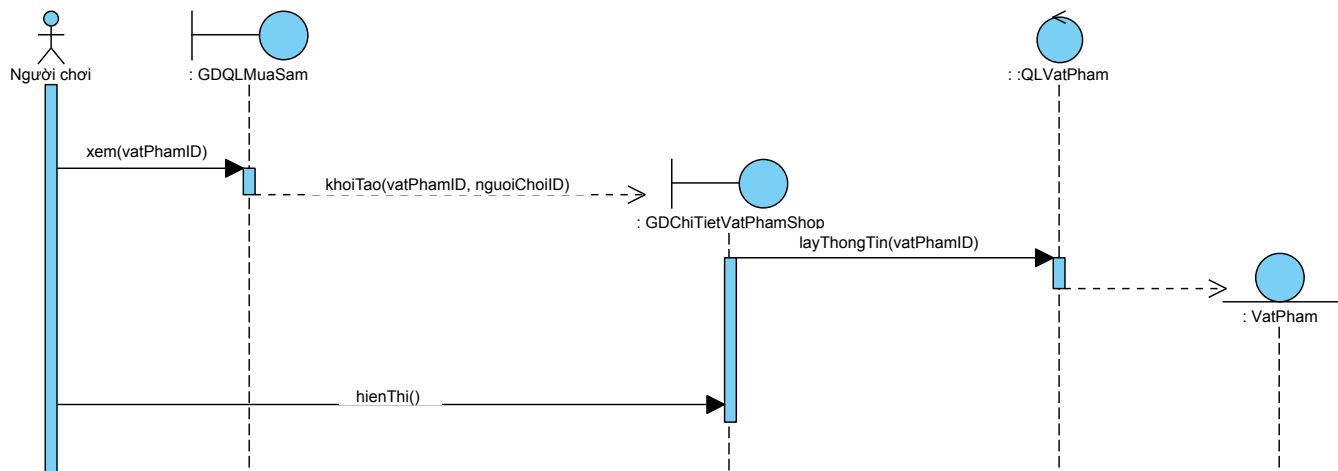 Người chơi
: GDQLMuaSam
: :QLVatPham
xem(vatPhamID)
khoiTao(vatPhamID, nguoiChoiID)
: GDChiTietVatPhamShop
layThongTin(vatPhamID)
: VatPham
hienThi()